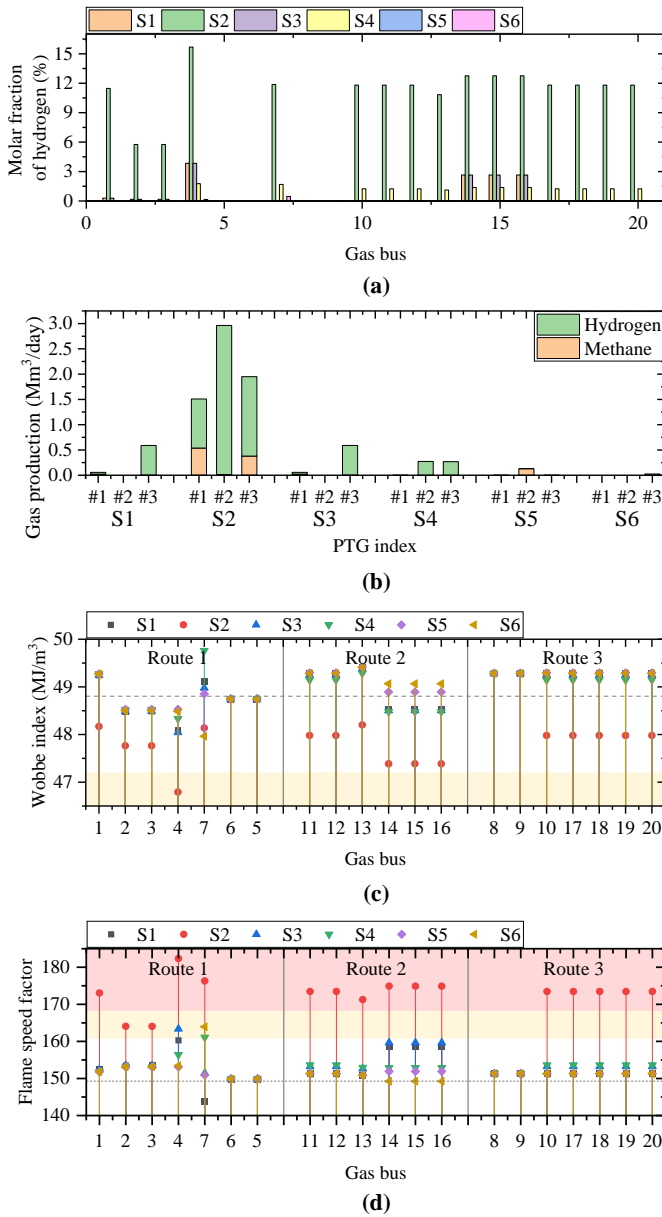 S1 S2 S3 S4 S5 S6
15
12
9
6
3
0
Molar fraction
of hydrogen (%)
0 5 10 15 20
Gas bus
(a)
Hydrogen
Methane
3.0
2.5
2.0
1.5
1.0
0.5
0.0
Gas production (Mm³/day)
#1 #2 #3 #1 #2 #3 #1 #2 #3 #1 #2 #3 #1 #2 #3 #1 #2 #3
S1 S2 S3 S4 S5 S6
PTG index
(b)
S1 S2 S3 S4 S5 S6
Route 1 Route 2 Route 3
50
49
48
47
Wobbe index (MJ/m³)
1 2 3 4 7 6 5 11 12 13 14 15 16 8 9 10 17 18 19 20
Gas bus
(c)
S1 S2 S3 S4 S5 S6
Route 1 Route 2 Route 3
180
170
160
150
140
Flame speed factor
1 2 3 4 7 6 5 11 12 13 14 15 16 8 9 10 17 18 19 20
Gas bus
(d)